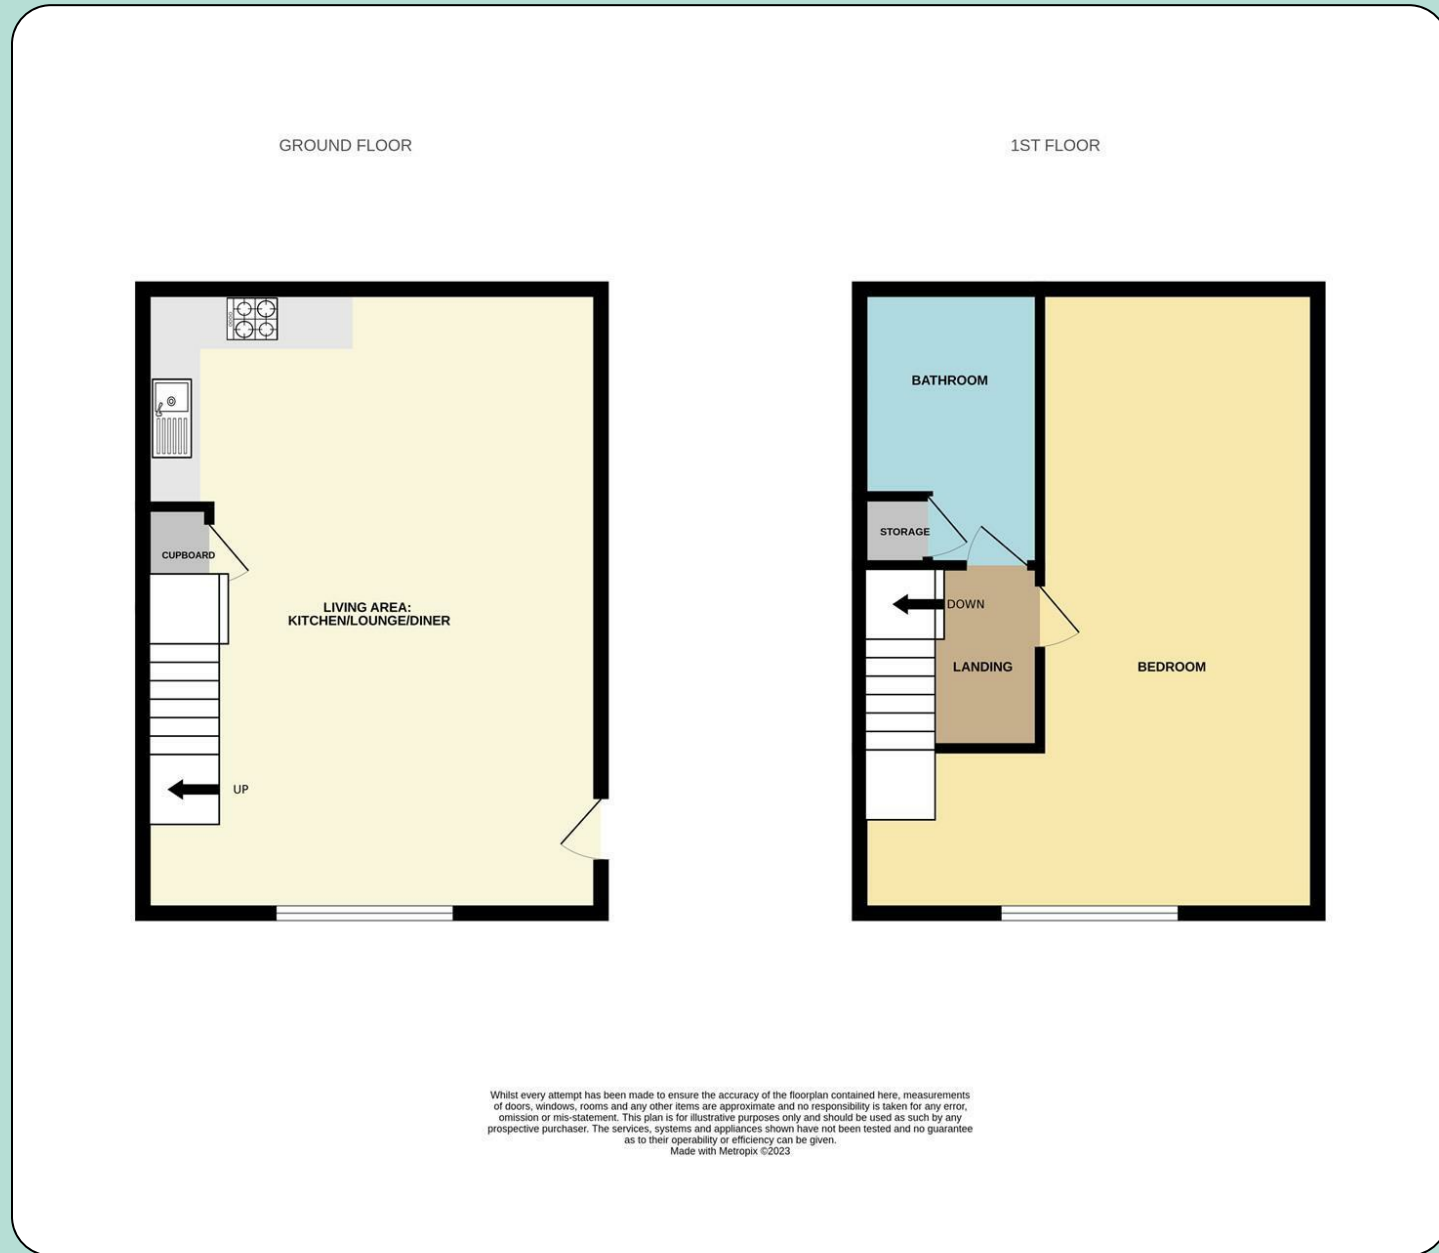 GROUND FLOOR
1ST FLOOR
BATHROOM
STORAGE
CUPBOARD
LIVING AREA:
KITCHEN/LOUNGE/DINER
DOWN
LANDING
BEDROOM
UP
Whilst every attempt has been made to ensure the accuracy of the floorplan contained here, measurements
of doors, windows, rooms and any other items are approximate and no responsibility is taken for any error,
omission or mis-statement. This plan is for illustrative purposes only and should be used as such by any
prospective purchaser. The services, systems and appliances shown have not been tested and no guarantee
as to their operability or efficiency can be given.
Made with Metropix ©2023